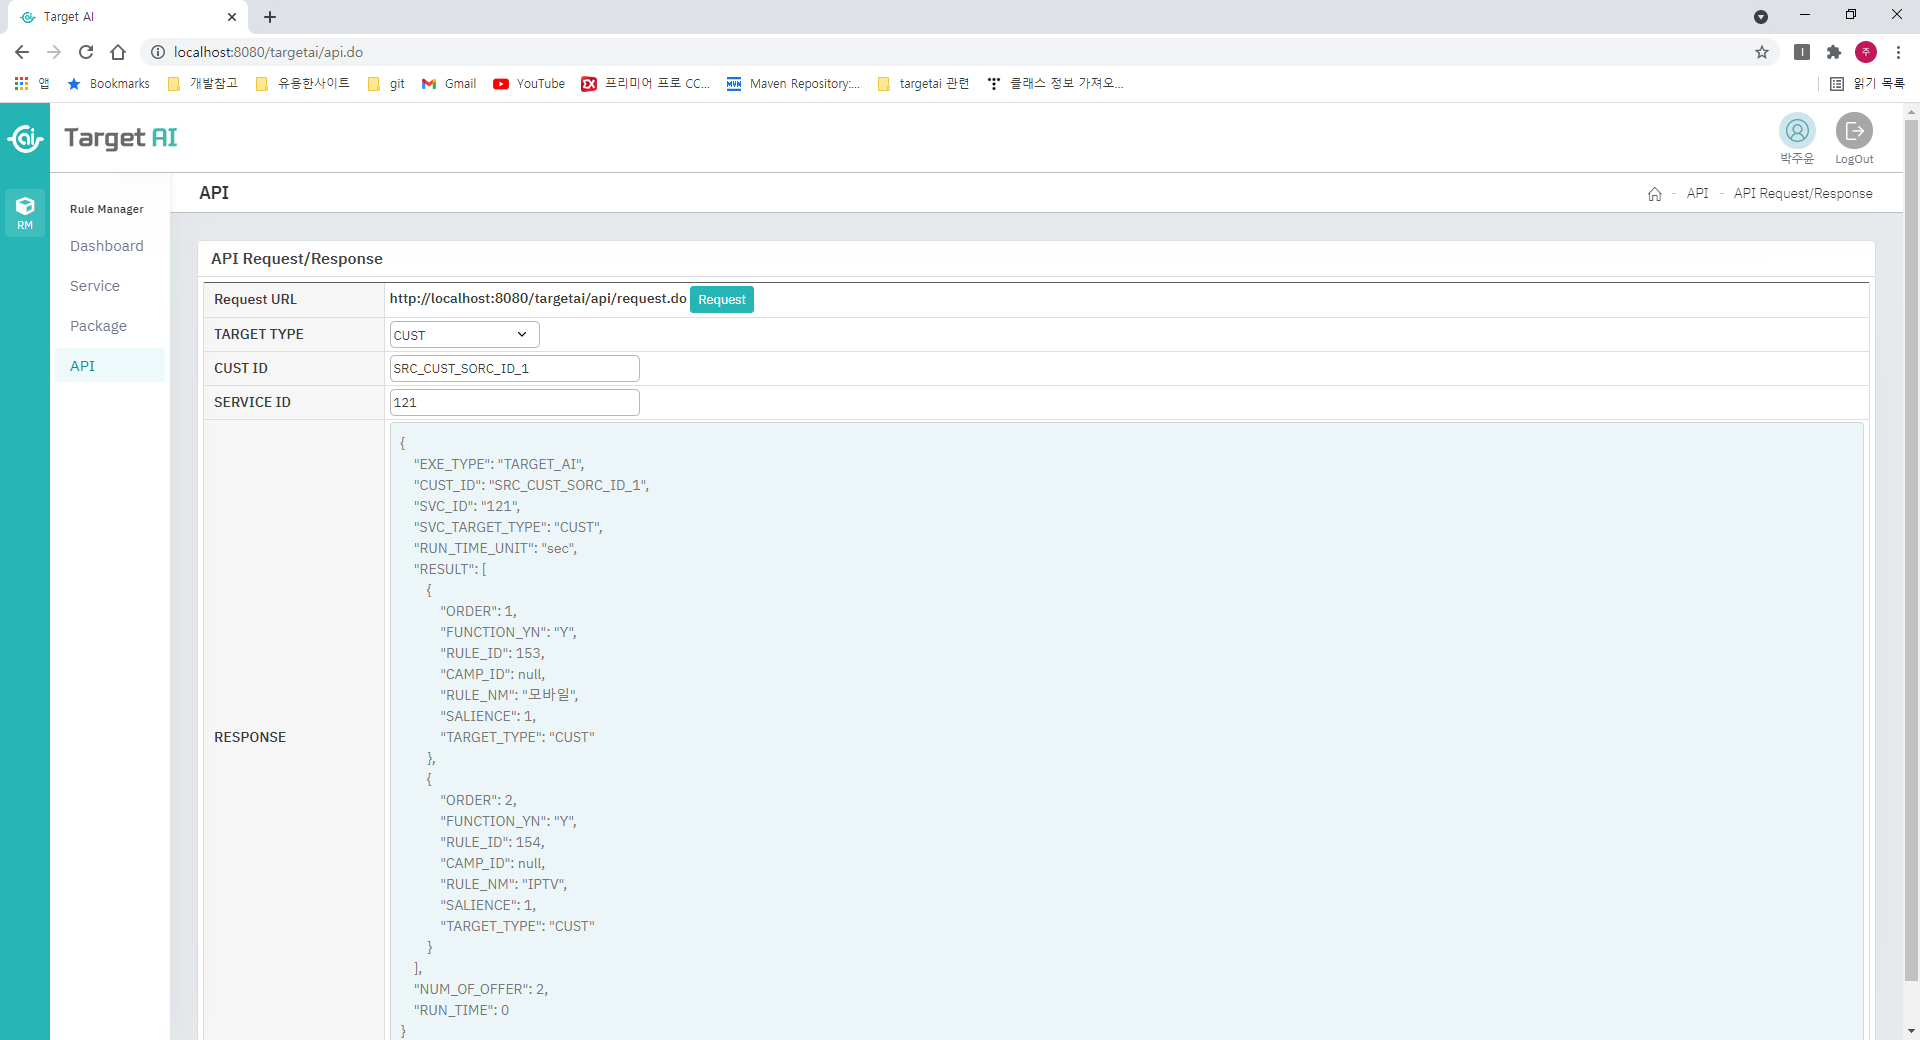 Target AI
localhost:8080/targetai/api.do
앱 Bookmarks 개발참고 유용한사이트 git Gmail YouTube 프리미어 프로 CC... Maven Repository:... targetai 관련 클래스 정보 가져오... 읽기 목록
주
ai Target AI
박주윤 LogOut
RM
Rule Manager
Dashboard
Service
Package
API
API
API - API Request/Response
API Request/Response
Request URL http://localhost:8080/targetai/api/request.do Request
TARGET TYPE CUST
CUST ID SRC_CUST_SORC_ID_1
SERVICE ID 121
RESPONSE
{
"EXE_TYPE": "TARGET_AI",
"CUST_ID": "SRC_CUST_SORC_ID_1",
"SVC_ID": "121",
"SVC_TARGET_TYPE": "CUST",
"RUN_TIME_UNIT": "sec",
"RESULT": [
{
"ORDER": 1,
"FUNCTION_YN": "Y",
"RULE_ID": 153,
"CAMP_ID": null,
"RULE_NM": "모바일",
"SALIENCE": 1,
"TARGET_TYPE": "CUST"
},
{
"ORDER": 2,
"FUNCTION_YN": "Y",
"RULE_ID": 154,
"CAMP_ID": null,
"RULE_NM": "IPTV",
"SALIENCE": 1,
"TARGET_TYPE": "CUST"
}
],
"NUM_OF_OFFER": 2,
"RUN_TIME": 0
}